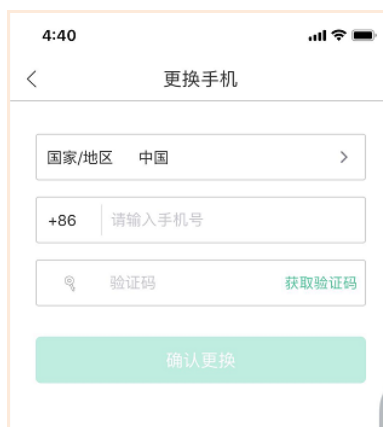 4:40
更换手机
国家/地区 中国
+86 请输入手机号
验证码 获取验证码
确认更换